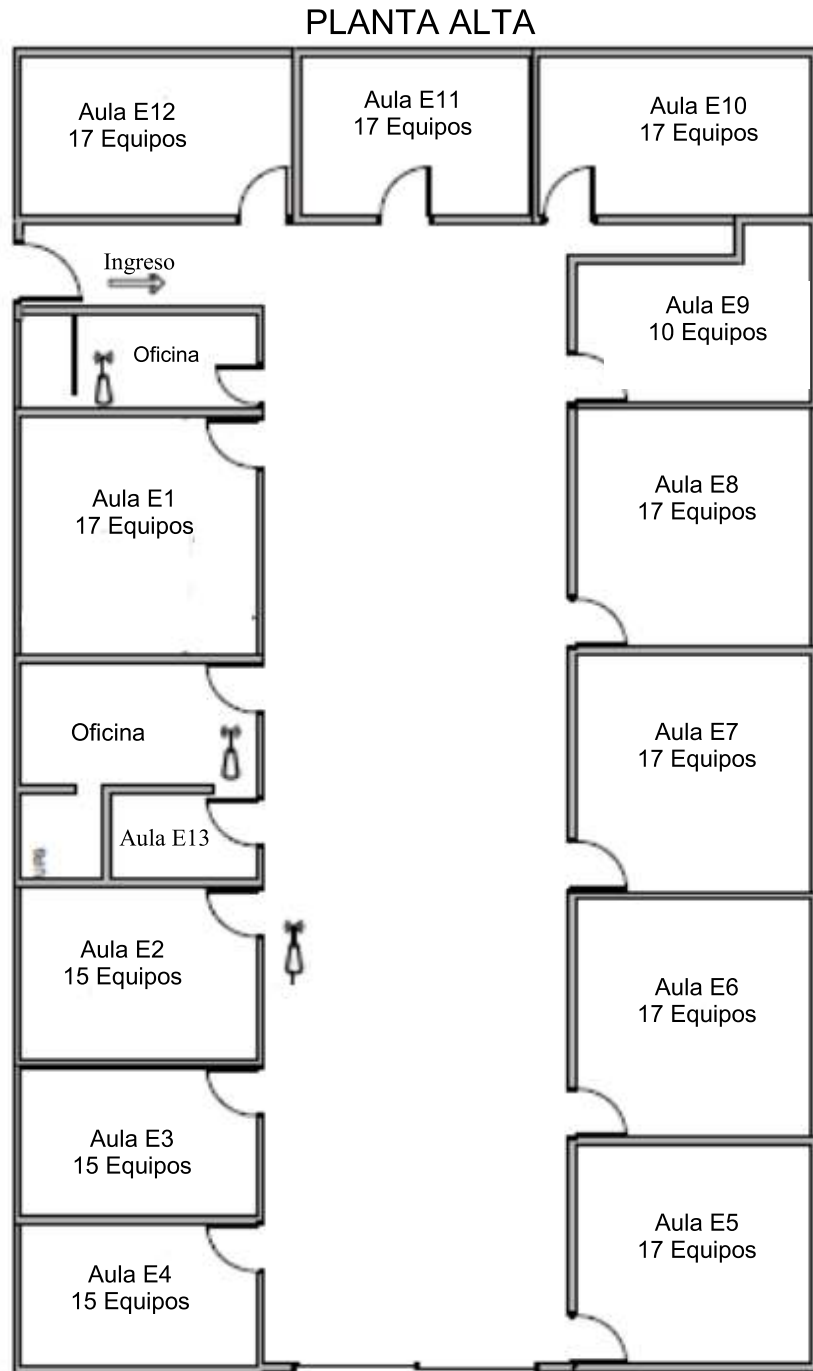 PLANTA ALTA
Aula E12
17 Equipos
Aula E11
17 Equipos
Aula E10
17 Equipos
Ingreso
Oficina
Aula E9
10 Equipos
Aula E1
17 Equipos
Aula E8
17 Equipos
Oficina
Aula E7
17 Equipos
Aula E13
Aula E2
15 Equipos
Aula E6
17 Equipos
Aula E3
15 Equipos
Aula E5
17 Equipos
Aula E4
15 Equipos